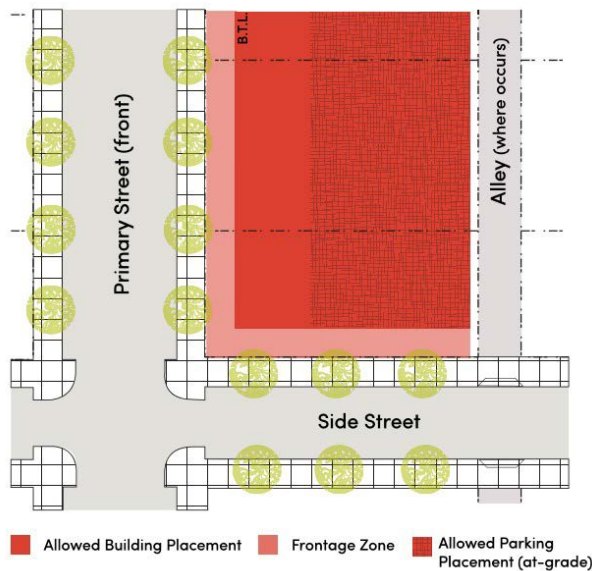 B.T.L.
Primary Street (front)
Alley (where occurs)
Side Street
Allowed Building Placement
Frontage Zone
Allowed Parking
Placement (at-grade)